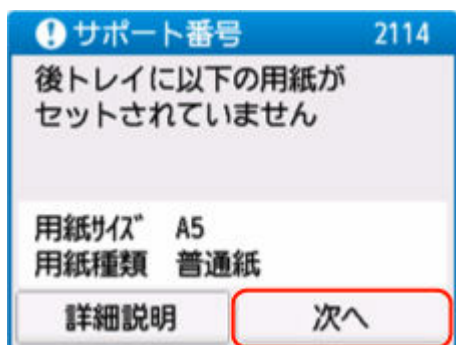 サポート番号 2114
後トレイに以下の用紙が
セットされていません
用紙サイズ A5
用紙種類 普通紙
詳細説明 次へ